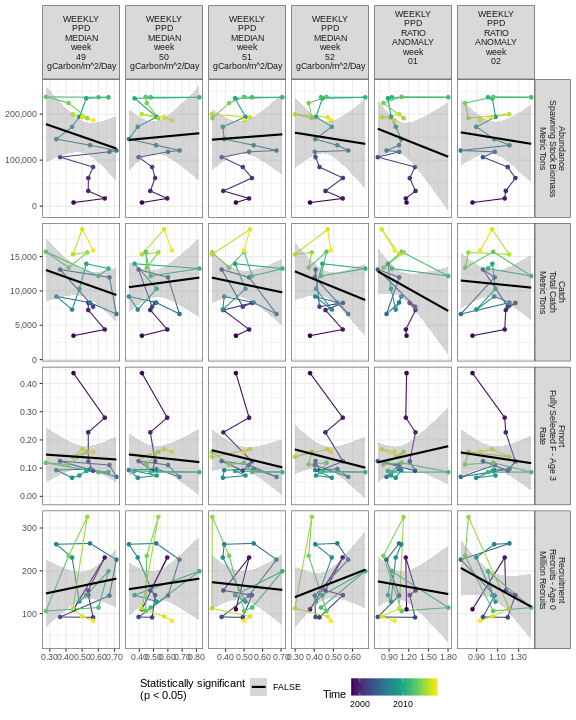 WEEKLY
PPD
MEDIAN
week
49
gCarbon/m^2/Day
WEEKLY
PPD
MEDIAN
week
50
gCarbon/m^2/Day
WEEKLY
PPD
MEDIAN
week
51
gCarbon/m^2/Day
WEEKLY
PPD
MEDIAN
week
52
gCarbon/m^2/Day
WEEKLY
PPD
RATIO
ANOMALY
week
01
WEEKLY
PPD
RATIO
ANOMALY
week
02
200,000
100,000
0
Abundance
Spawning Stock Biomass
Metric Tons
15,000
10,000
5,000
0
Catch
Total Catch
Metric Tons
0.40
0.30
0.20
0.10
0.00
Fmort
Fully Selected F - Age 3
Rate
300
200
100
Recruitment
Recruits - Age 0
Million Recruits
0.30 0.40 0.50 0.60 0.70
0.40 0.50 0.60 0.70 0.80
0.40 0.50 0.60 0.70
0.30 0.40 0.50 0.60
0.90 1.20 1.50 1.80
0.90 1.10 1.30
Statistically significant
(p < 0.05)
FALSE
Time
2000 2010